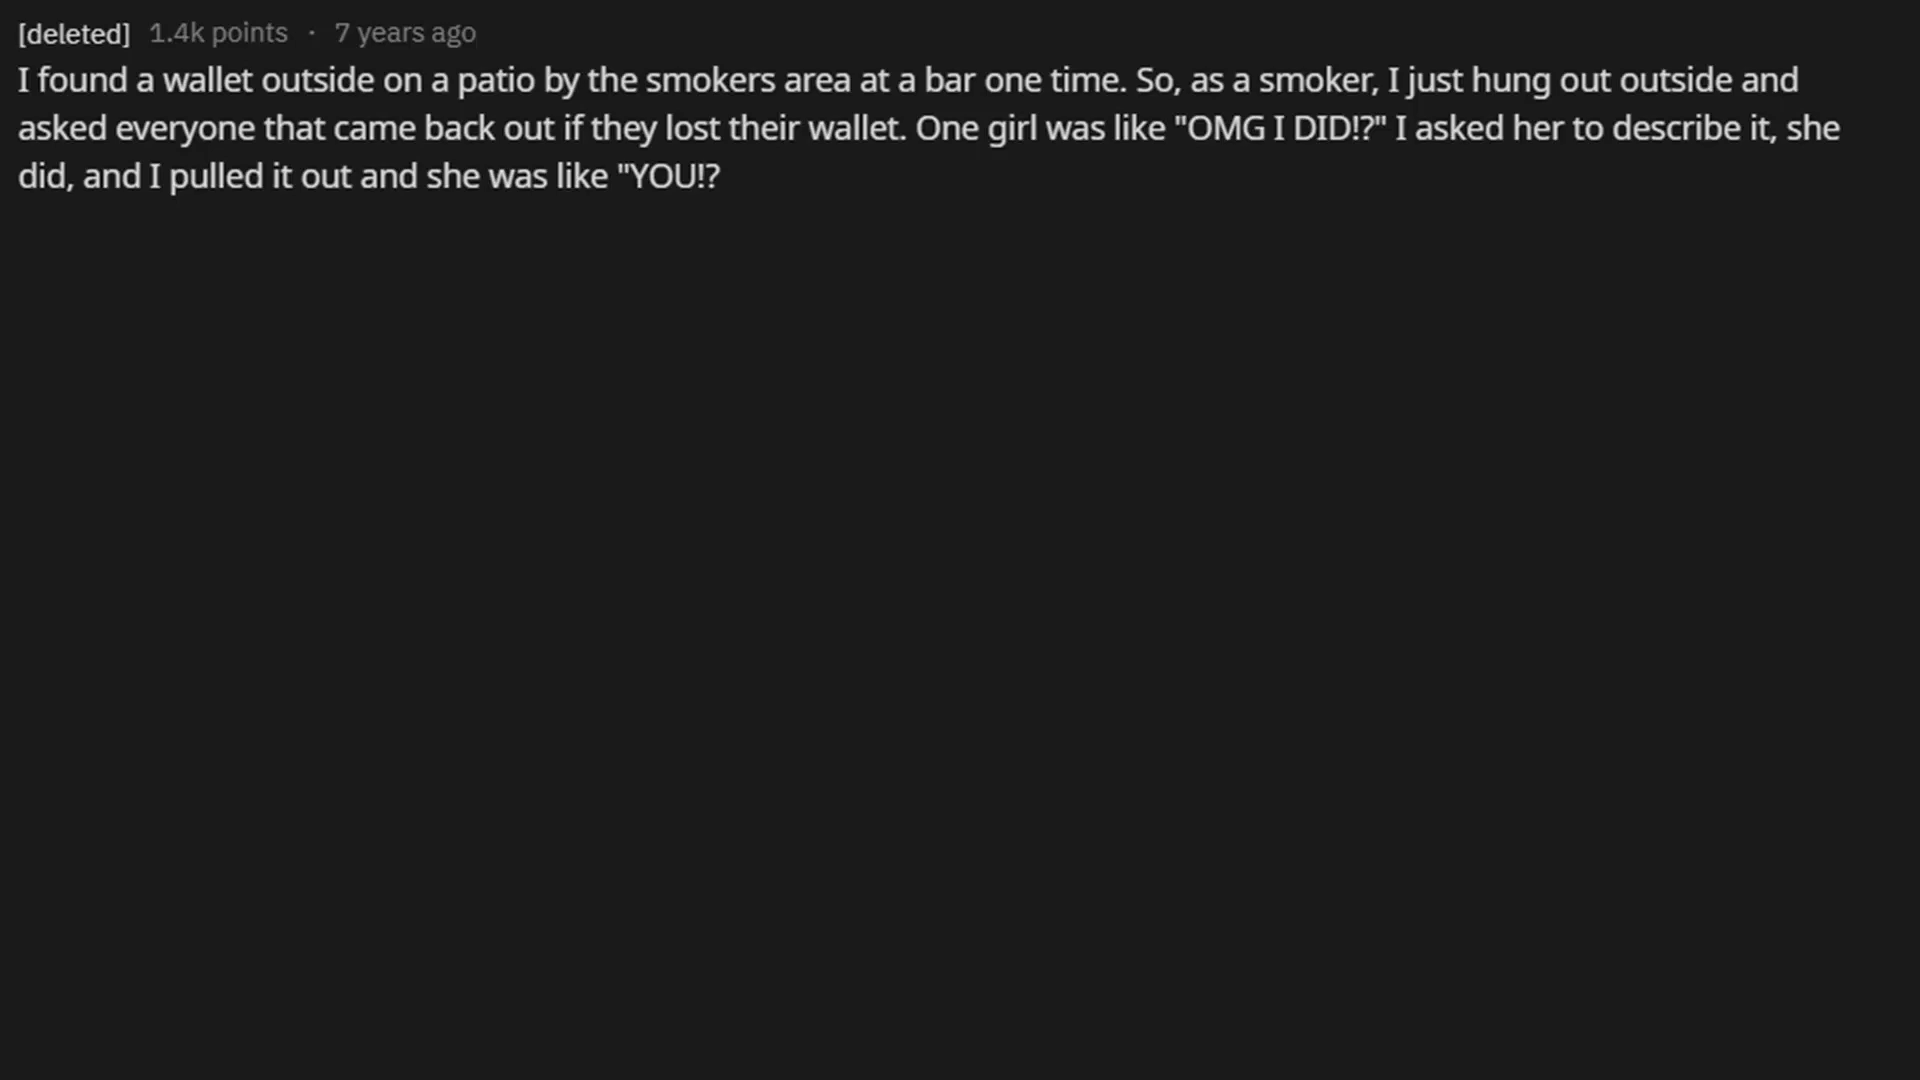 [deleted] 1.4k points · 7 years ago
I found a wallet outside on a patio by the smokers area at a bar one time. So, as a smoker, I just hung out outside and
asked everyone that came back out if they lost their wallet. One girl was like "OMG I DID!?" I asked her to describe it, she
did, and I pulled it out and she was like "YOU!?